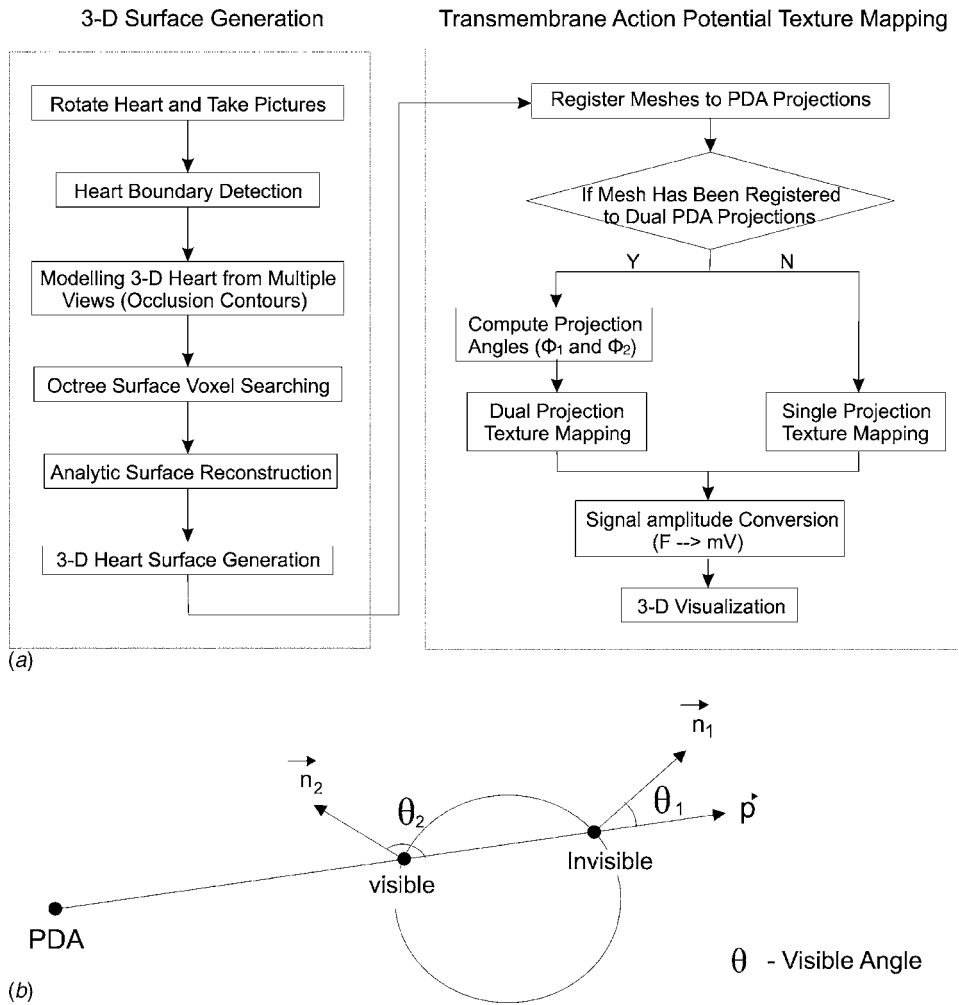 3-D Surface Generation
Rotate Heart and Take Pictures
Heart Boundary Detection
Modelling 3-D Heart from Multiple
Views (Occlusion Contours)
Octree Surface Voxel Searching
Analytic Surface Reconstruction
3-D Heart Surface Generation
Transmembrane Action Potential Texture Mapping
Register Meshes to PDA Projections
If Mesh Has Been Registered
to Dual PDA Projections
Y
N
Compute Projection
Angles (Φ₁ and Φ₂)
Dual Projection
Texture Mapping
Single Projection
Texture Mapping
Signal amplitude Conversion
(F --> mV)
3-D Visualization
(a)
n₁
n₂
θ₂
θ₁
p
visible
Invisible
PDA
θ - Visible Angle
(b)